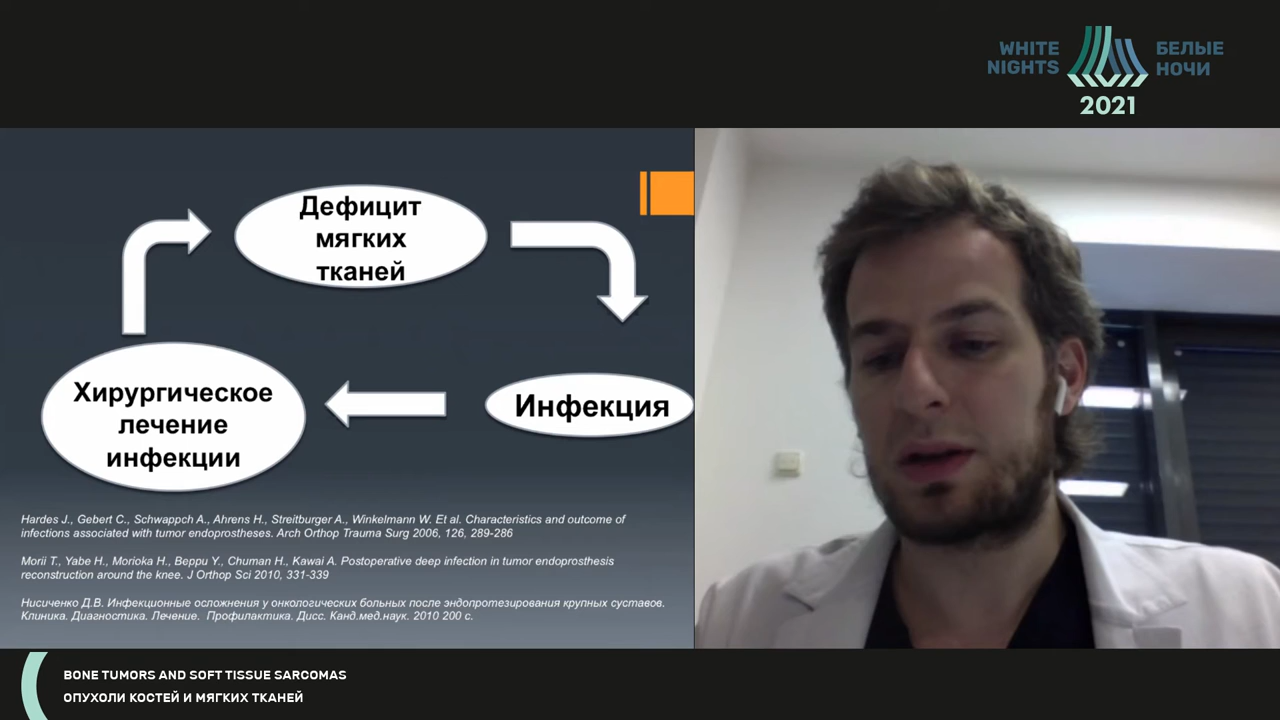 WHITE
NIGHTS
БЕЛЫЕ
НОЧИ
2021
Дефицит
мягких
тканей
Инфекция
Хирургическое
лечение
инфекции
Hardes J., Gebert C., Schwappch A., Ahrens H., Streitburger A., Winkelmann W. Et al. Characteristics and outcome of
infections associated with tumor endoprostheses. Arch Orthop Trauma Surg 2006, 126, 289-286
Morii T., Yabe H., Morioka H., Beppu Y., Chuman H., Kawai A. Postoperative deep infection in tumor endoprosthesis
reconstruction around the knee. J Orthop Sci 2010, 331-339
Нисиченко Д.В. Инфекционные осложнения у онкологических больных после эндопротезирования крупных суставов.
Клиника. Диагностика. Лечение. Профилактика. Дисс. Канд.мед.наук. 2010 200 с.
BONE TUMORS AND SOFT TISSUE SARCOMAS
ОПУХОЛИ КОСТЕЙ И МЯГКИХ ТКАНЕЙ